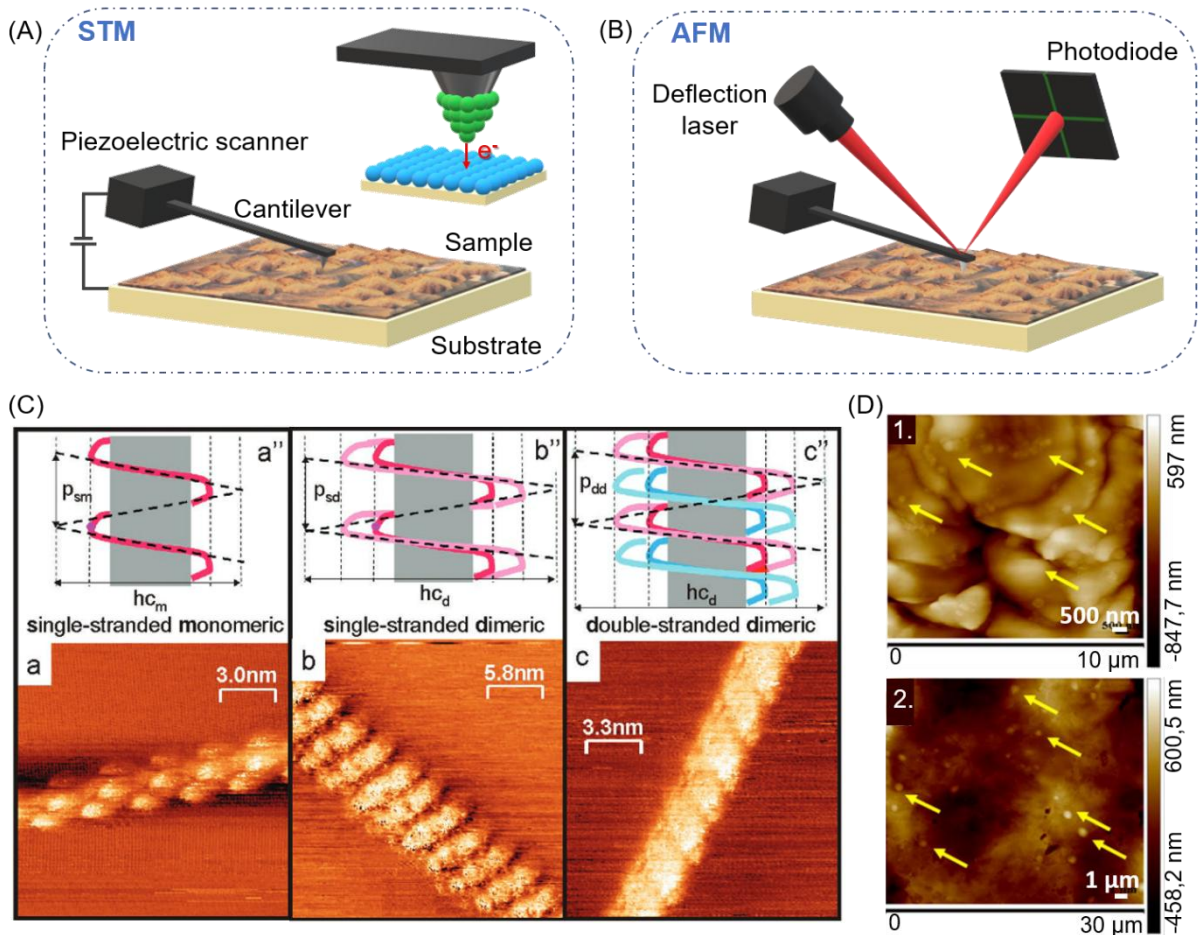 (A)
STM
e-
Piezoelectric scanner
Cantilever
Sample
Substrate
(B)
AFM
Photodiode
Deflection
laser
(C)
a''
psm
hcm
single-stranded monomeric
b''
psd
hcd
single-stranded dimeric
c''
pdd
hcd
double-stranded dimeric
a
3.0nm
b
5.8nm
c
3.3nm
(D)
1.
500 nm
0
10 µm
597 nm
-847,7 nm
2.
1 µm
0
30 µm
600,5 nm
-458,2 nm